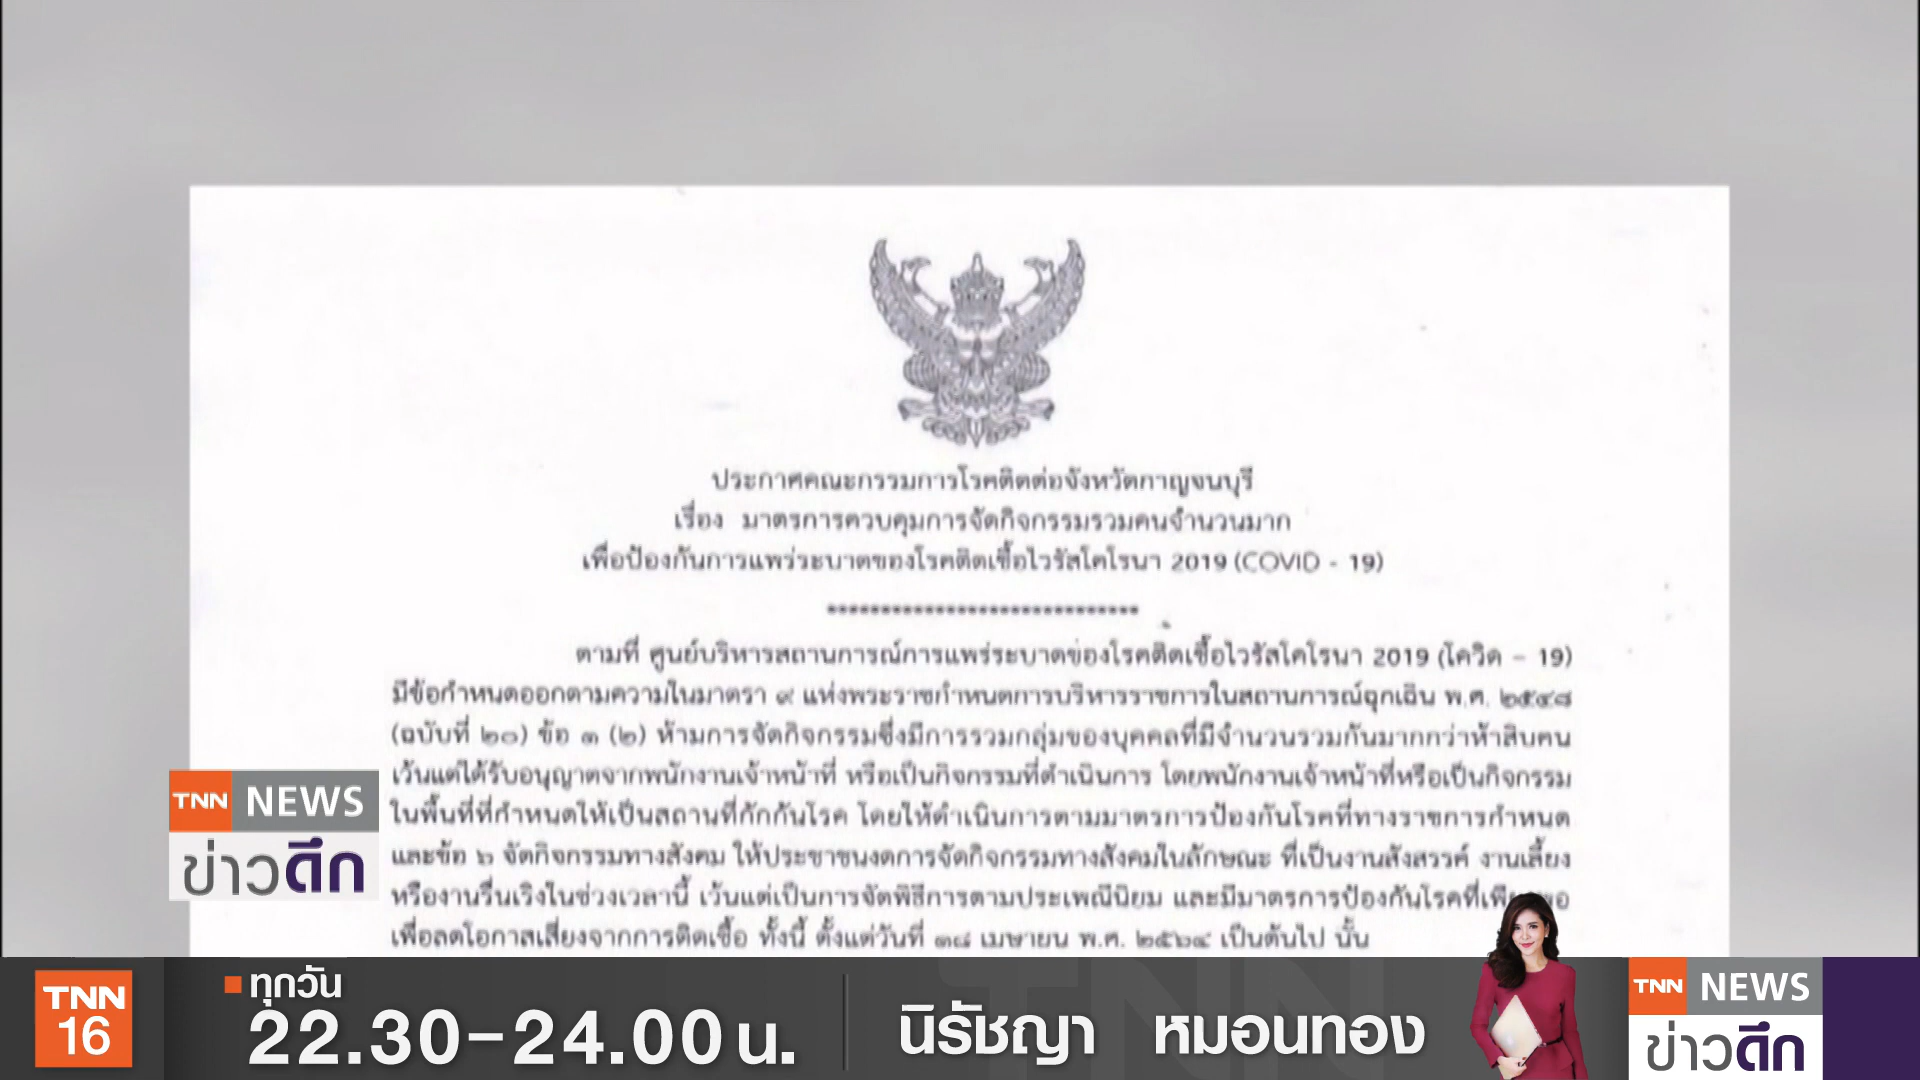 ประกาศคณะกรรมการโรคติดต่อจังหวัดกาญจนบุรี
เรื่อง มาตรการควบคุมการจัดกิจกรรมรวมคนจำนวนมาก
เพื่อป้องกันการแพร่ระบาดของโรคติดเชื้อไวรัสโคโรนา 2019 (COVID - 19)
*****************************
ตามที่ ศูนย์บริหารสถานการณ์การแพร่ระบาดของโรคติดเชื้อไวรัสโคโรนา 2019 (โควิด – 19)
มีข้อกำหนดออกตามความในมาตรา ๙ แห่งพระราชกำหนดการบริหารราชการในสถานการณ์ฉุกเฉิน พ.ศ. ๒๕๔๘
(ฉบับที่ ๒๐) ข้อ ๑ (๒) ห้ามการจัดกิจกรรมซึ่งมีการรวมกลุ่มของบุคคลที่มีจำนวนรวมกันมากกว่าห้าสิบคน
เว้นแต่ได้รับอนุญาตจากพนักงานเจ้าหน้าที่ หรือเป็นกิจกรรมที่ดำเนินการ โดยพนักงานเจ้าหน้าที่หรือเป็นกิจกรรม
ในพื้นที่ที่กำหนดให้เป็นสถานที่กักกันโรค โดยให้ดำเนินการตามมาตรการป้องกันโรคที่ทางราชการกำหนด
และข้อ ๖ จัดกิจกรรมทางสังคม ให้ประชาชนงดการจัดกิจกรรมทางสังคมในลักษณะ ที่เป็นงานสังสรรค์ งานเลี้ยง
หรืองานรื่นเริงในช่วงเวลานี้ เว้นแต่เป็นการจัดพิธีการตามประเพณีนิยม และมีมาตรการป้องกันโรคที่เพียงพอ
เพื่อลดโอกาสเสี่ยงจากการติดเชื้อ ทั้งนี้ ตั้งแต่วันที่ ๑๘ เมษายน พ.ศ. ๒๕๖๔ เป็นต้นไป นั้น
TNN NEWS
ข่าวดึก
TNN
16
ทุกวัน
22.30–24.00 น.
นิรัชญา หมอนทอง
TNN NEWS
ข่าวดึก